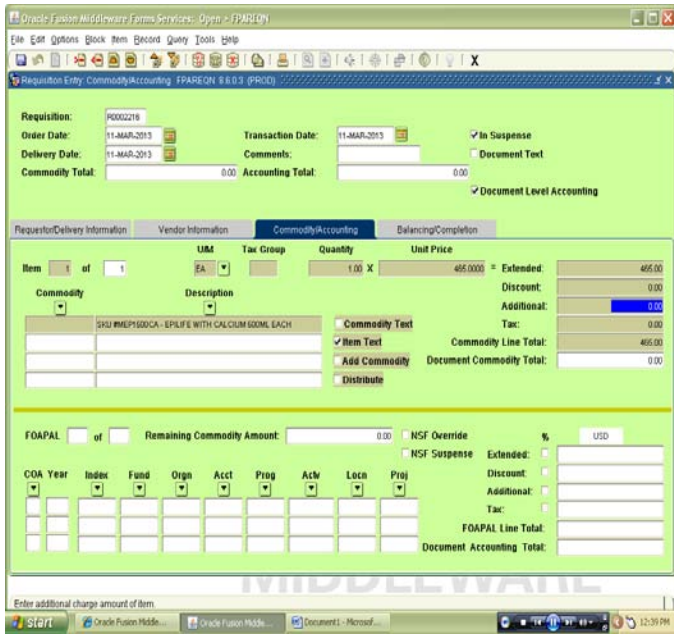 Oracle Fusion Middleware Forms Services: Open > FPAREQN
File Edit Options Block Item Record Query Tools Help
Requisition Entry: Commodity/Accounting FPAREQN 8.6.0.3 (PROD)
Requisition: R0002216
Order Date: 11-MAR-2013 Transaction Date: 11-MAR-2013 In Suspense
Delivery Date: 11-MAR-2013 Comments: Document Text
Commodity Total: 0.00 Accounting Total: 0.00
Document Level Accounting
Requestor/Delivery Information Vendor Information Commodity/Accounting Balancing/Completion
U/M Tax Group Quantity Unit Price
Item 1 of 1 EA 1.00 X 465.0000 = Extended: 465.00
Discount: 0.00
Commodity Description Additional: 0.00
SKU #MEP1600CA - EPILIFE WITH CALCIUM 600ML EACH Commodity Text Tax: 0.00
Item Text Commodity Line Total: 465.00
Add Commodity Document Commodity Total: 0.00
Distribute
FOAPAL of Remaining Commodity Amount: 0.00 NSF Override % USD
NSF Suspense Extended:
COA Year Index Fund Orgn Acct Prog Actv Locn Proj Discount:
Additional:
Tax:
FOAPAL Line Total:
Document Accounting Total:
MIDDLEWARE
Enter additional charge amount of item.
start Oracle Fusion Middle... Oracle Fusion Middle... Document1 - Microsof... 12:39 PM